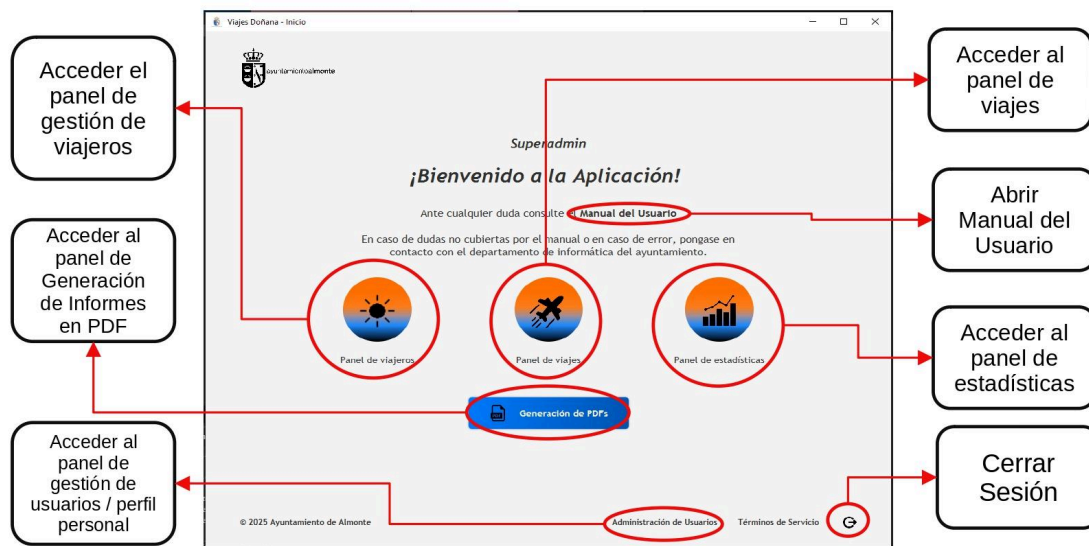 Viajes Doñana - Inicio
ayuntamientoalmonte
Superadmin
¡Bienvenido a la Aplicación!
Ante cualquier duda consulte el Manual del Usuario
En caso de dudas no cubiertas por el manual o en caso de error, pongase en
contacto con el departamento de informática del ayuntamiento.
Panel de viajeros
Panel de viajes
Panel de estadísticas
Generación de PDFs
© 2025 Ayuntamiento de Almonte
Administración de Usuarios
Términos de Servicio
Acceder el
panel de
gestión de
viajeros
Acceder al
panel de
Generación
de Informes
en PDF
Acceder al
panel de
gestión de
usuarios / perfil
personal
Acceder al
panel de
viajes
Abrir
Manual del
Usuario
Acceder al
panel de
estadísticas
Cerrar
Sesión